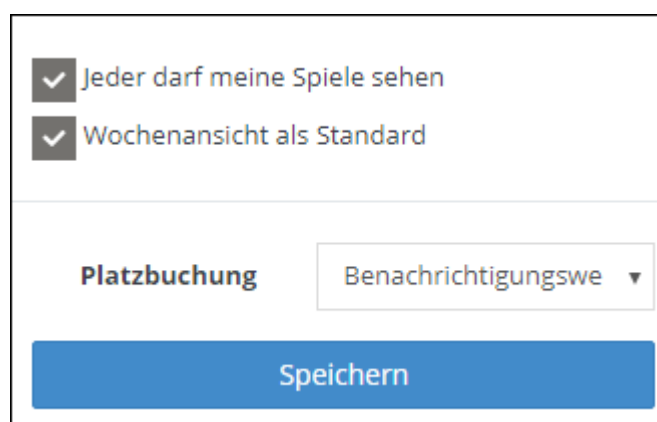 Jeder darf meine Spiele sehen
Wochenansicht als Standard
Platzbuchung Benachrichtigungswe
Speichern